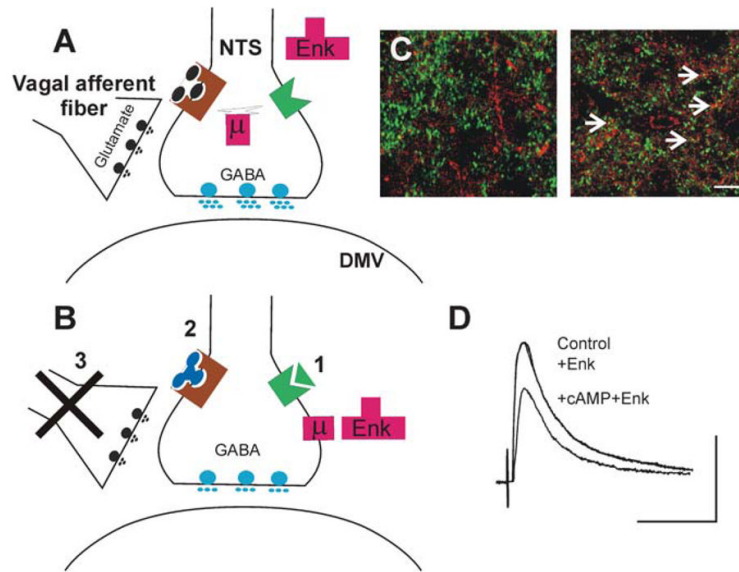 A
NTS
Enk
C
Vagal afferent
fiber
Glutamate
μ
GABA
DMV
B
2
3
1
μ
Enk
GABA
D
Control
+Enk
+cAMP+Enk